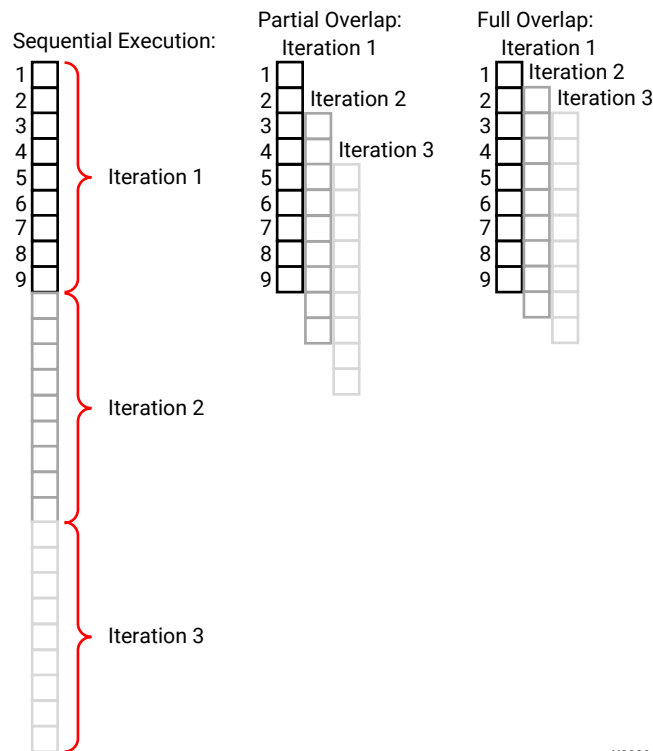 Sequential Execution:
1
2
3
4
5
6
7
8
9
Iteration 1
Iteration 2
Iteration 3
Partial Overlap:
Iteration 1
1
2
3
4
5
6
7
8
9
Iteration 2
Iteration 3
Full Overlap:
Iteration 1
1
2
3
4
5
6
7
8
9
Iteration 2
Iteration 3